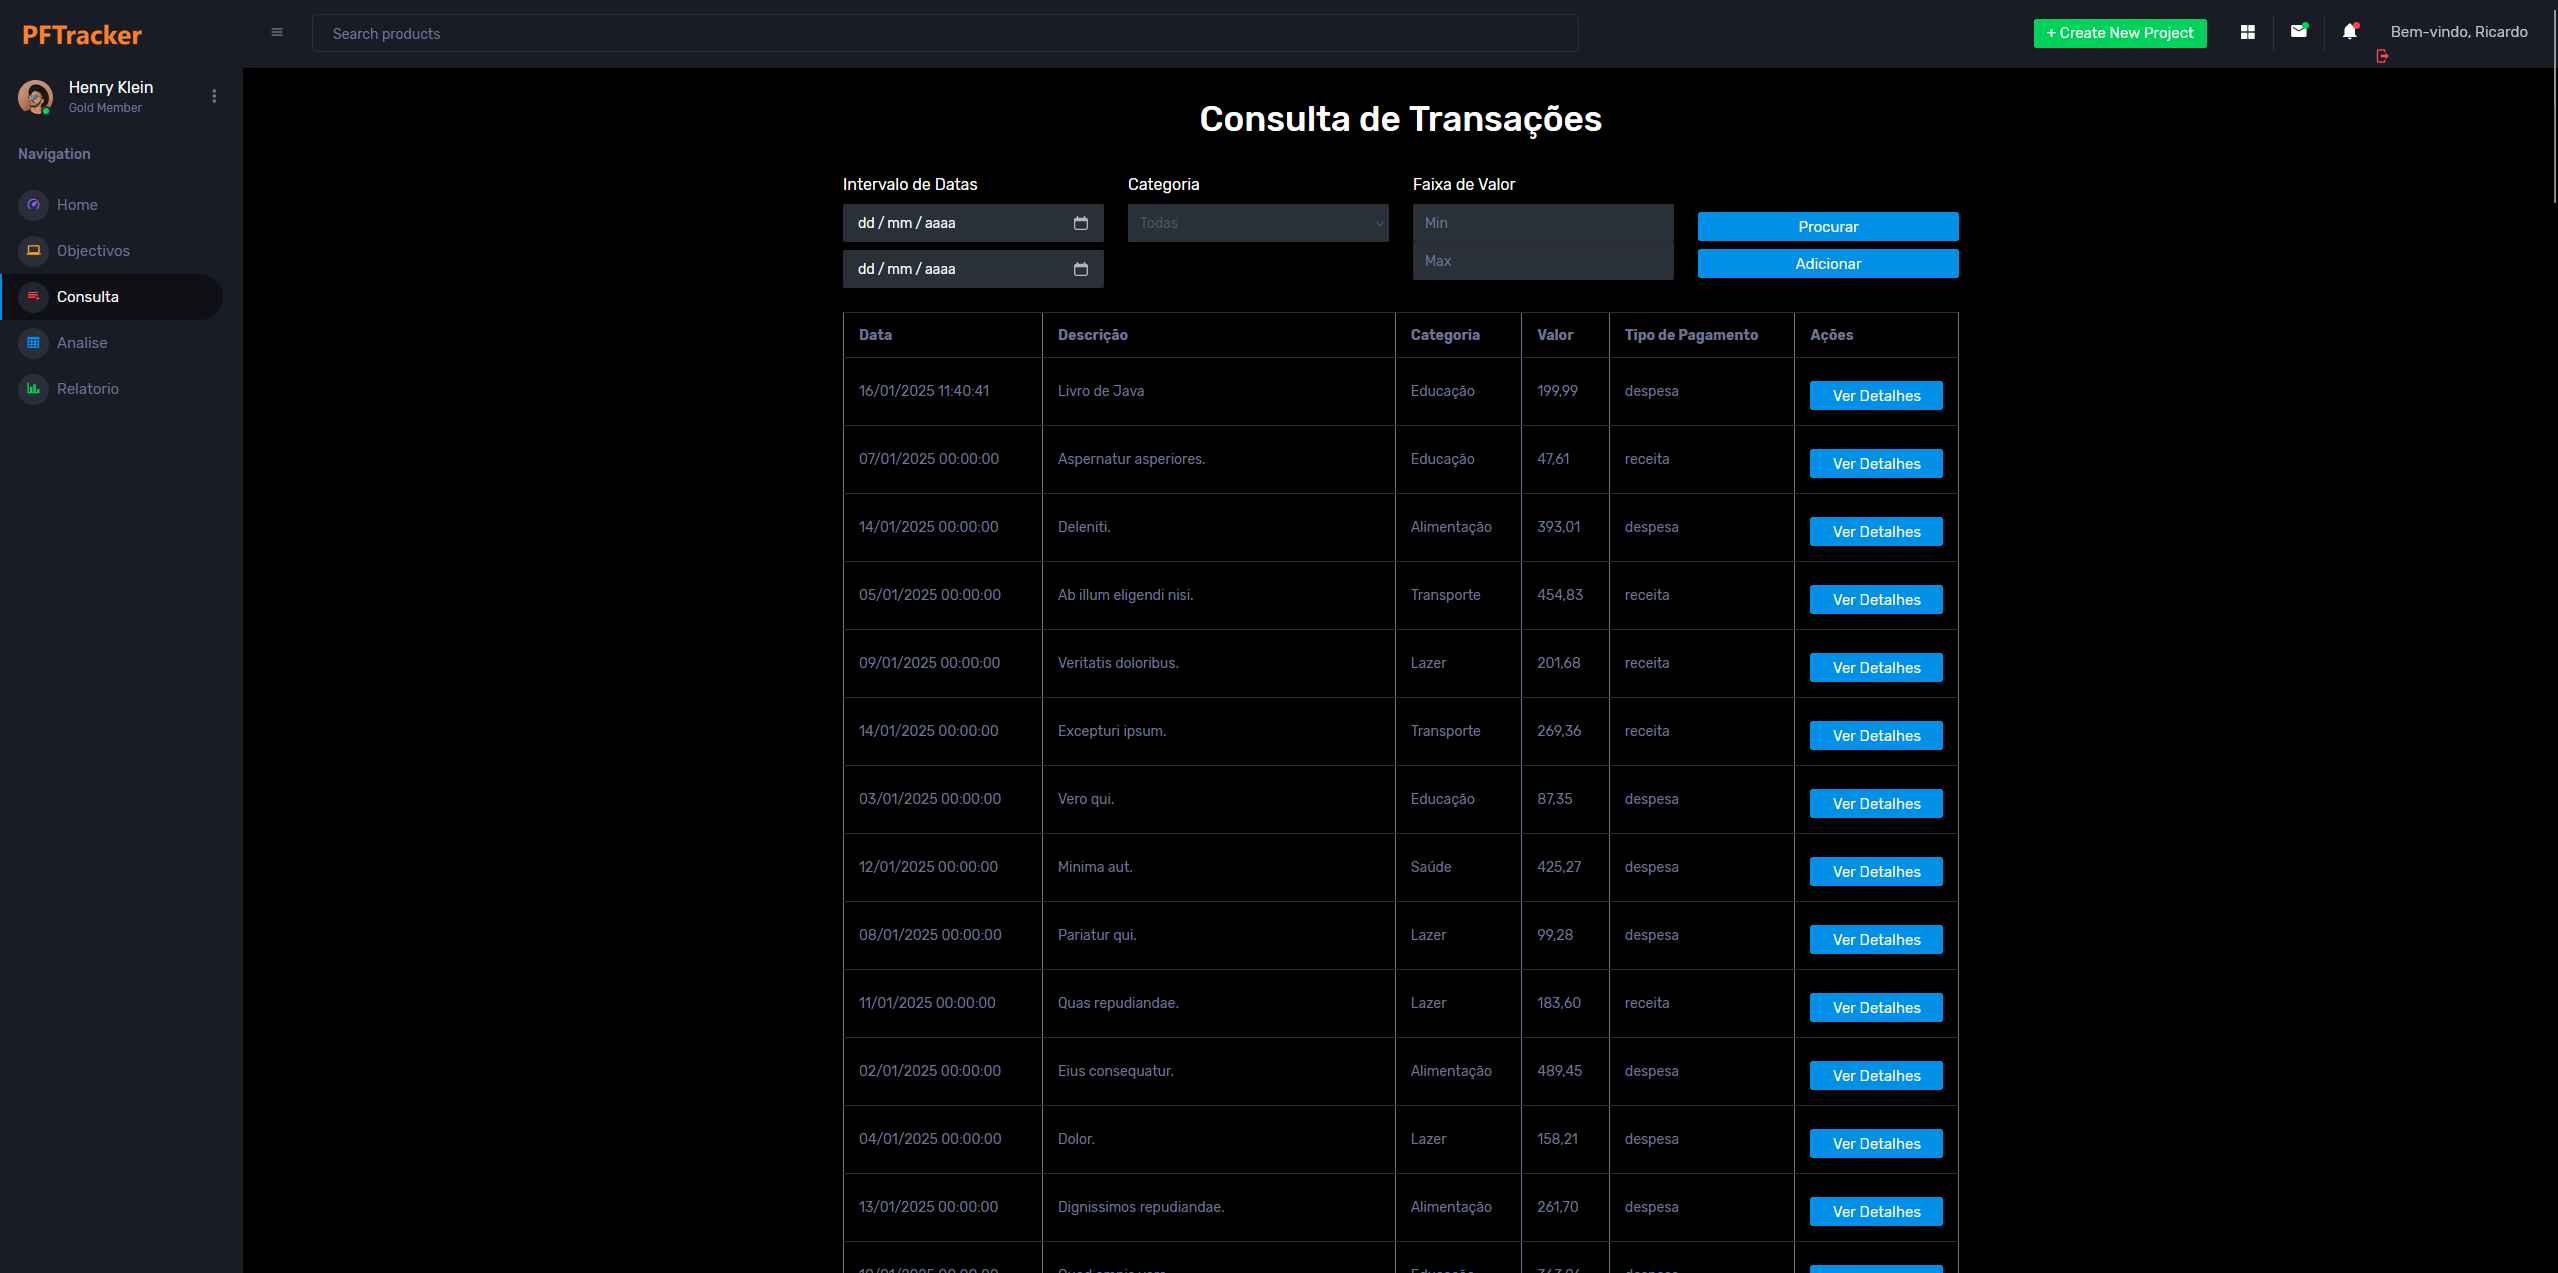 PFTracker
Search products
+ Create New Project
Bem-vindo, Ricardo
Henry Klein
Gold Member
Navigation
Home
Objectivos
Consulta
Analise
Relatorio
Consulta de Transações
Intervalo de Datas
Categoria
Faixa de Valor
dd / mm / aaaa
Todas
Min
Procurar
dd / mm / aaaa
Max
Adicionar
Data Descrição Categoria Valor Tipo de Pagamento Ações
16/01/2025 11:40:41 Livro de Java Educação 199,99 despesa Ver Detalhes
07/01/2025 00:00:00 Aspernatur asperiores. Educação 47,61 receita Ver Detalhes
14/01/2025 00:00:00 Deleniti. Alimentação 393,01 despesa Ver Detalhes
05/01/2025 00:00:00 Ab illum eligendi nisi. Transporte 454,83 receita Ver Detalhes
09/01/2025 00:00:00 Veritatis doloribus. Lazer 201,68 receita Ver Detalhes
14/01/2025 00:00:00 Excepturi ipsum. Transporte 269,36 receita Ver Detalhes
03/01/2025 00:00:00 Vero qui. Educação 87,35 despesa Ver Detalhes
12/01/2025 00:00:00 Minima aut. Saúde 425,27 despesa Ver Detalhes
08/01/2025 00:00:00 Pariatur qui. Lazer 99,28 despesa Ver Detalhes
11/01/2025 00:00:00 Quas repudiandae. Lazer 183,60 receita Ver Detalhes
02/01/2025 00:00:00 Eius consequatur. Alimentação 489,45 despesa Ver Detalhes
04/01/2025 00:00:00 Dolor. Lazer 158,21 despesa Ver Detalhes
13/01/2025 00:00:00 Dignissimos repudiandae. Alimentação 261,70 despesa Ver Detalhes